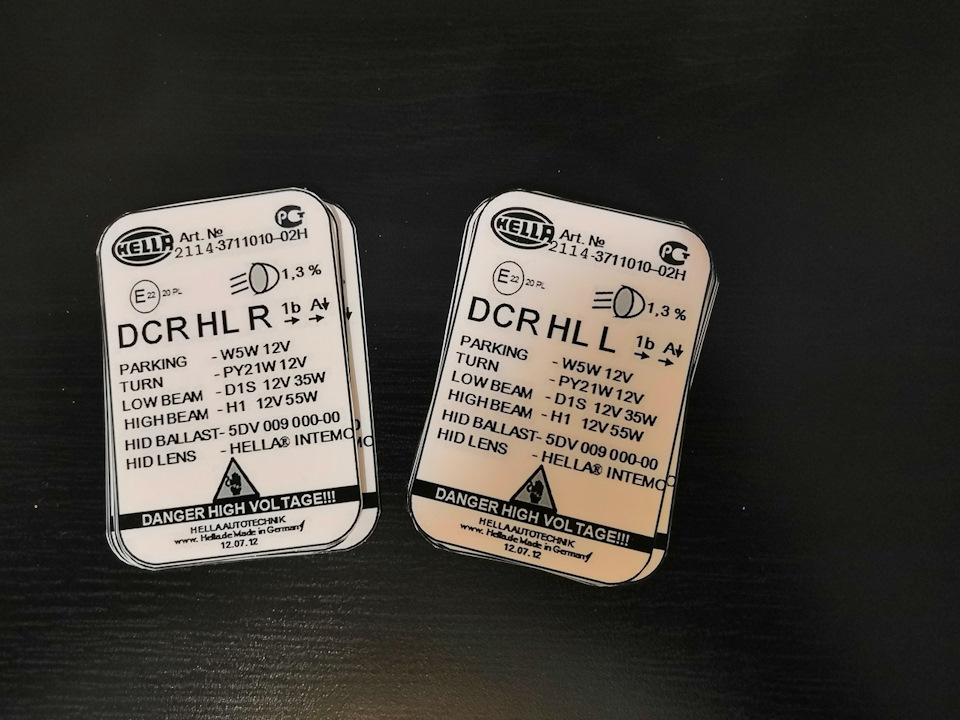 HELLA
Art. №
2114-3711010-02H
РСТ
E22 20 PL
1,3 %
DCR HL R 1b A
PARKING - W5W 12V
TURN - PY21W 12V
LOW BEAM - D1S 12V 35W
HIGH BEAM - H1 12V 55W
HID BALLAST- 5DV 009 000-00
HID LENS - HELLA® INTEMO
DANGER HIGH VOLTAGE!!!
HELLA AUTOTECHNIK
www. Hella.de Made in Germany
12.07.12
HELLA
Art. №
2114-3711010-02H
РСТ
E22 20 PL
1,3 %
DCR HL L 1b A
PARKING - W5W 12V
TURN - PY21W 12V
LOW BEAM - D1S 12V 35W
HIGH BEAM - H1 12V 55W
HID BALLAST- 5DV 009 000-00
HID LENS - HELLA® INTEMO
DANGER HIGH VOLTAGE!!!
HELLA AUTOTECHNIK
www. Hella.de Made in Germany
12.07.12